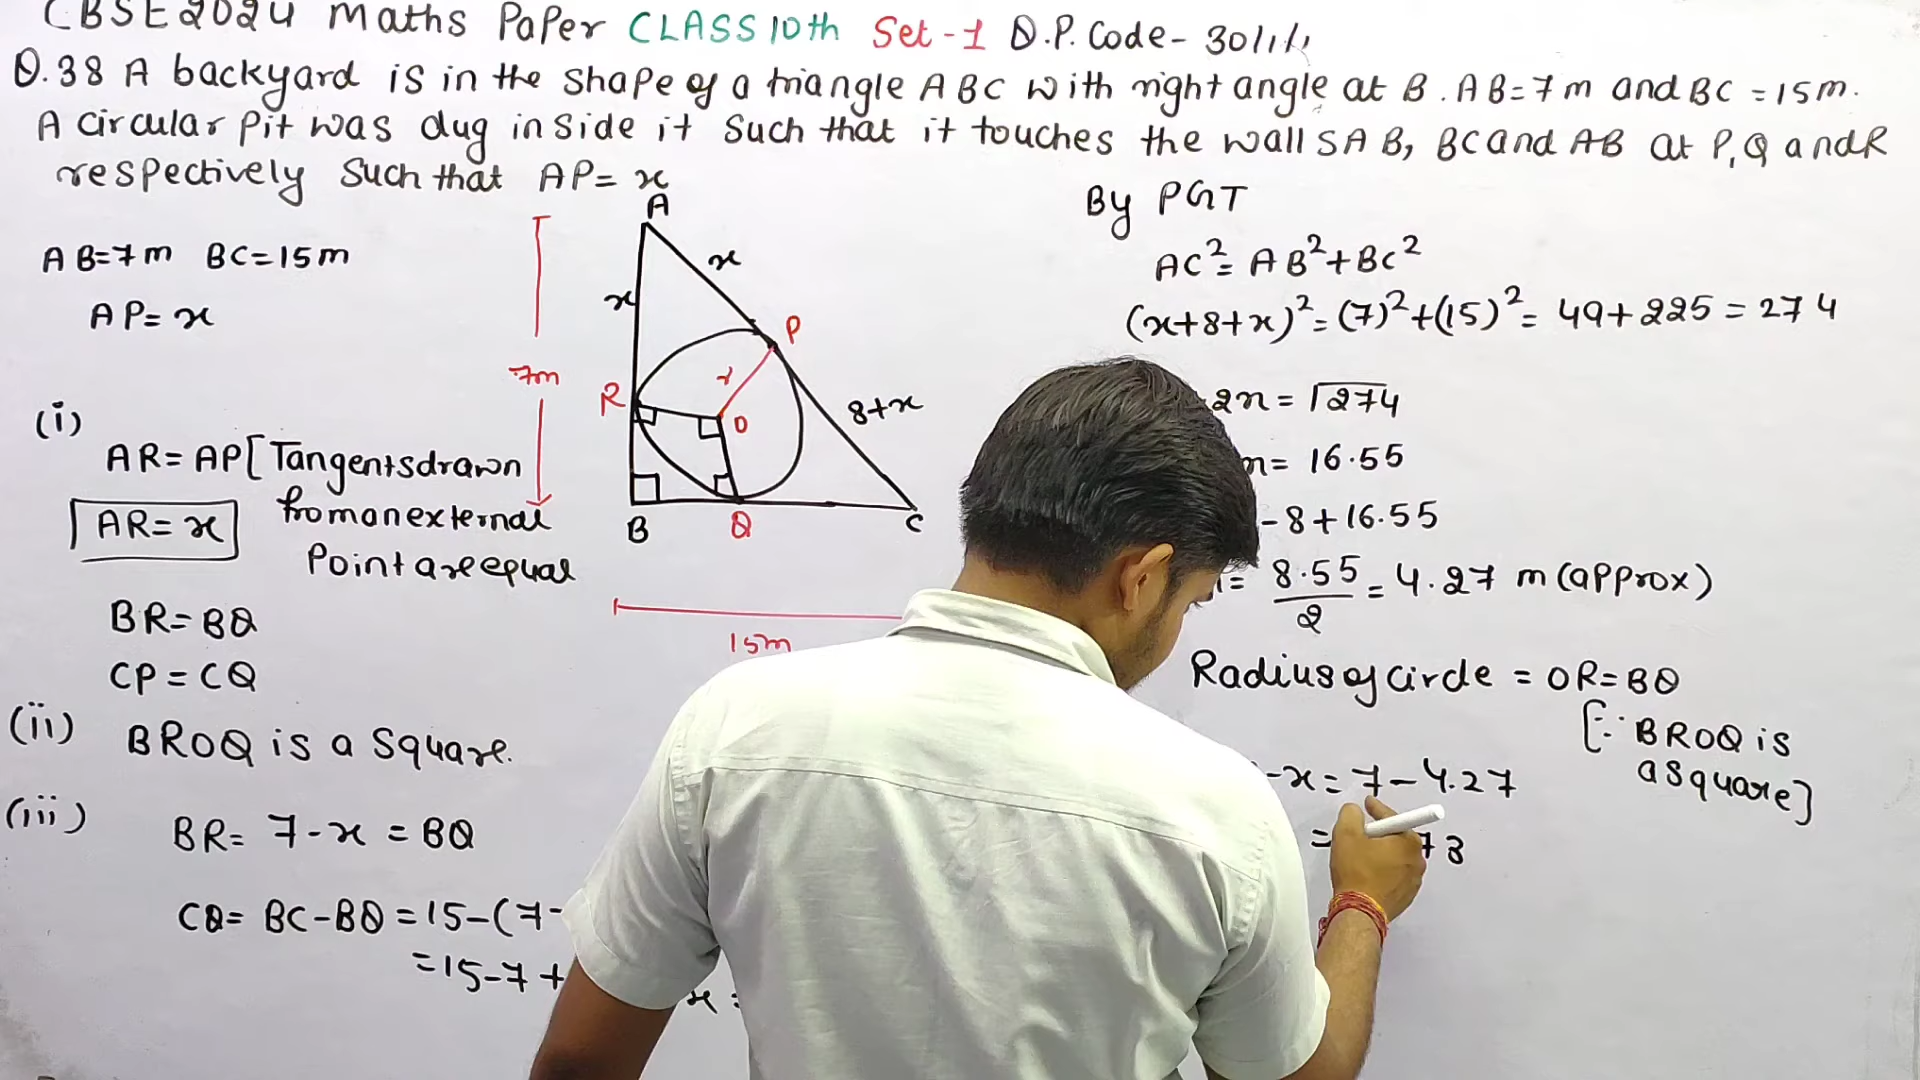 CBSE 2024 Maths Paper CLASS 10th Set-1 Q.P. Code- 30/1/1
Q.38 A backyard is in the shape of a triangle ABC with right angle at B. AB=7m and BC=15m.
A circular pit was dug inside it such that it touches the walls AB, BC and AB at P,Q and R
respectively such that AP=x
AB=7m BC=15m
AP=x
(i)
AR=AP[Tangents drawn
from an external
Point are equal
AR=x
BR=BQ
CP=CQ
(ii) BROQ is a Square.
(iii)
BR= 7-x = BQ
CQ= BC-BQ=15-(7-
=15-7+
x =
A
x
x
P
7m
R
r
O
8+x
B
Q
C
15m
By PGT
AC²=AB²+BC²
(x+8+x)²=(7)²+(15)²= 49+225=274
2x=√274
= 16.55
-8+16.55
= 8.55/2 = 4.27 m (approx)
Radius of circle = OR=BQ
[∵ BROQ is
a square]
-x=7-4.27
= 73